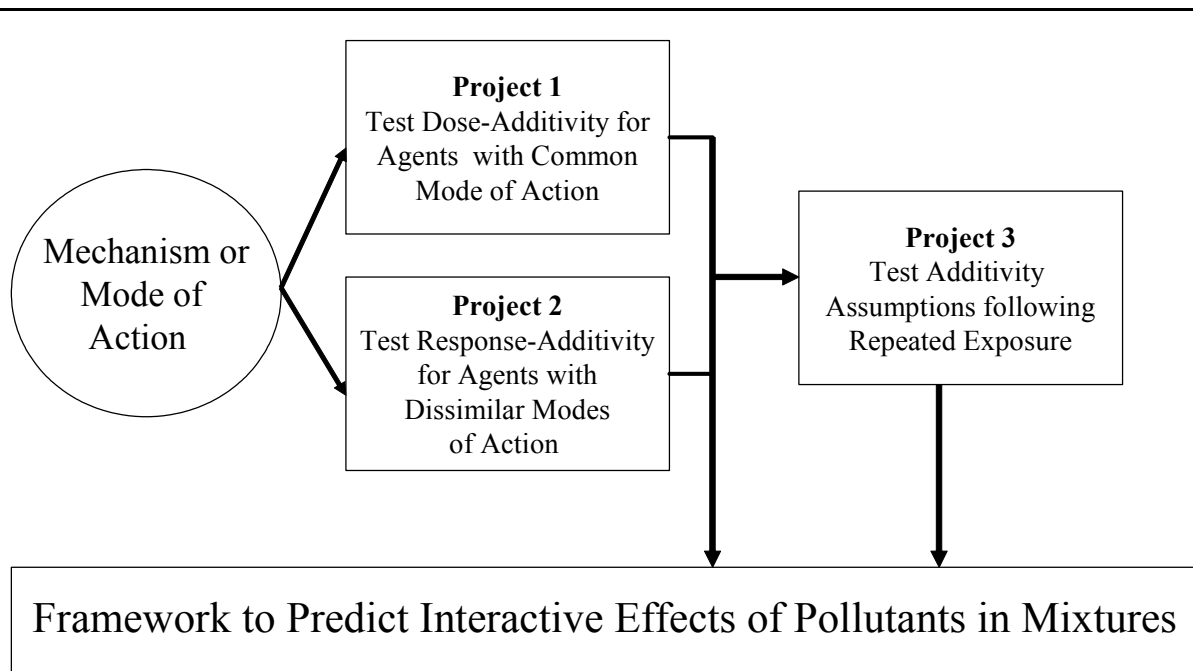 Mechanism or
Mode of
Action
Project 1
Test Dose-Additivity for
Agents with Common
Mode of Action
Project 2
Test Response-Additivity
for Agents with
Dissimilar Modes
of Action
Project 3
Test Additivity
Assumptions following
Repeated Exposure
Framework to Predict Interactive Effects of Pollutants in Mixtures